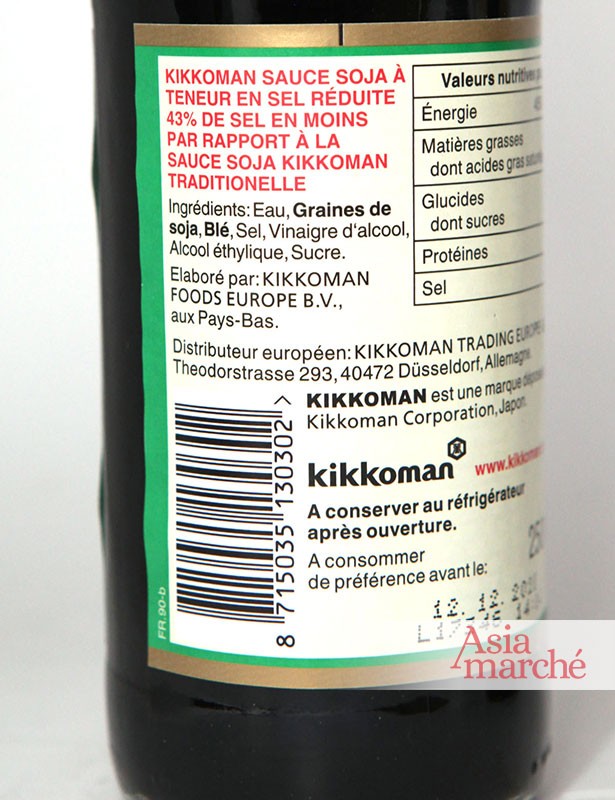 KIKKOMAN SAUCE SOJA À
TENEUR EN SEL RÉDUITE
43% DE SEL EN MOINS
PAR RAPPORT À LA
SAUCE SOJA KIKKOMAN
TRADITIONELLE
Ingrédients: Eau, Graines de
soja, Blé, Sel, Vinaigre d'alcool,
Alcool éthylique, Sucre.
Elaboré par: KIKKOMAN
FOODS EUROPE B.V.,
aux Pays-Bas.
Valeurs nutritives
Énergie
Matières grasses
dont acides gras
Glucides
dont sucres
Protéines
Sel
Distributeur européen: KIKKOMAN TRADING EUROPE
Theodorstrasse 293, 40472 Düsseldorf, Allemagne.
KIKKOMAN est une marque
Kikkoman Corporation, Japon.
kikkoman
A conserver au réfrigérateur
après ouverture.
A consommer
de préférence avant le:
12. 12.
8 715035 130302 >
FR.90-b
Asia
marché